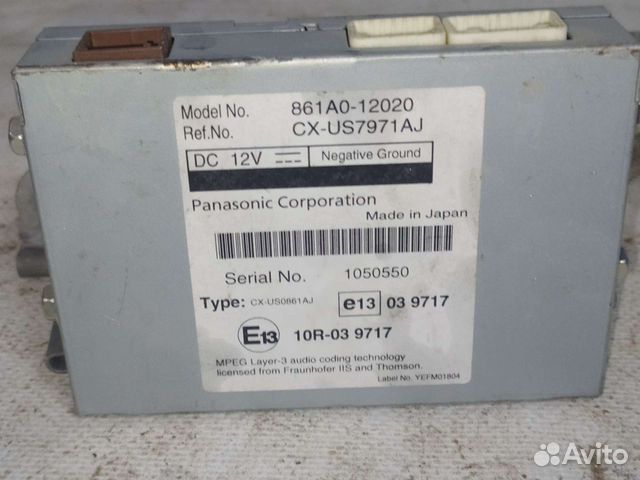 Model No. 861A0-12020
Ref.No. CX-US7971AJ
DC 12V Negative Ground
Panasonic Corporation
Made in Japan
Serial No. 1050550
Type: CX-US0861AJ e13 03 9717
E13 10R-03 9717
MPEG Layer-3 audio coding technology
licensed from Fraunhofer IIS and Thomson.
Label No. YEFM01804
Avito